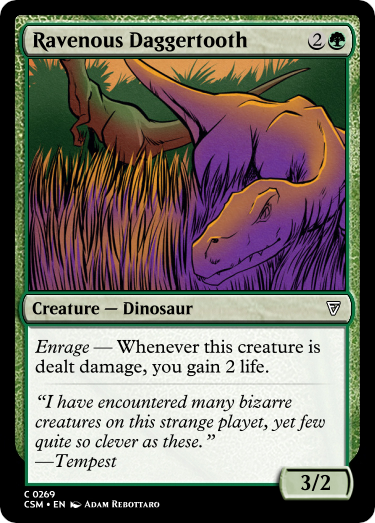 Ravenous Daggertooth 2
Creature — Dinosaur
Enrage — Whenever this creature is
dealt damage, you gain 2 life.
“I have encountered many bizarre
creatures on this strange playet, yet few
quite so clever as these.”
—Tempest
3/2
C 0269
CSM • EN Adam Rebottaro